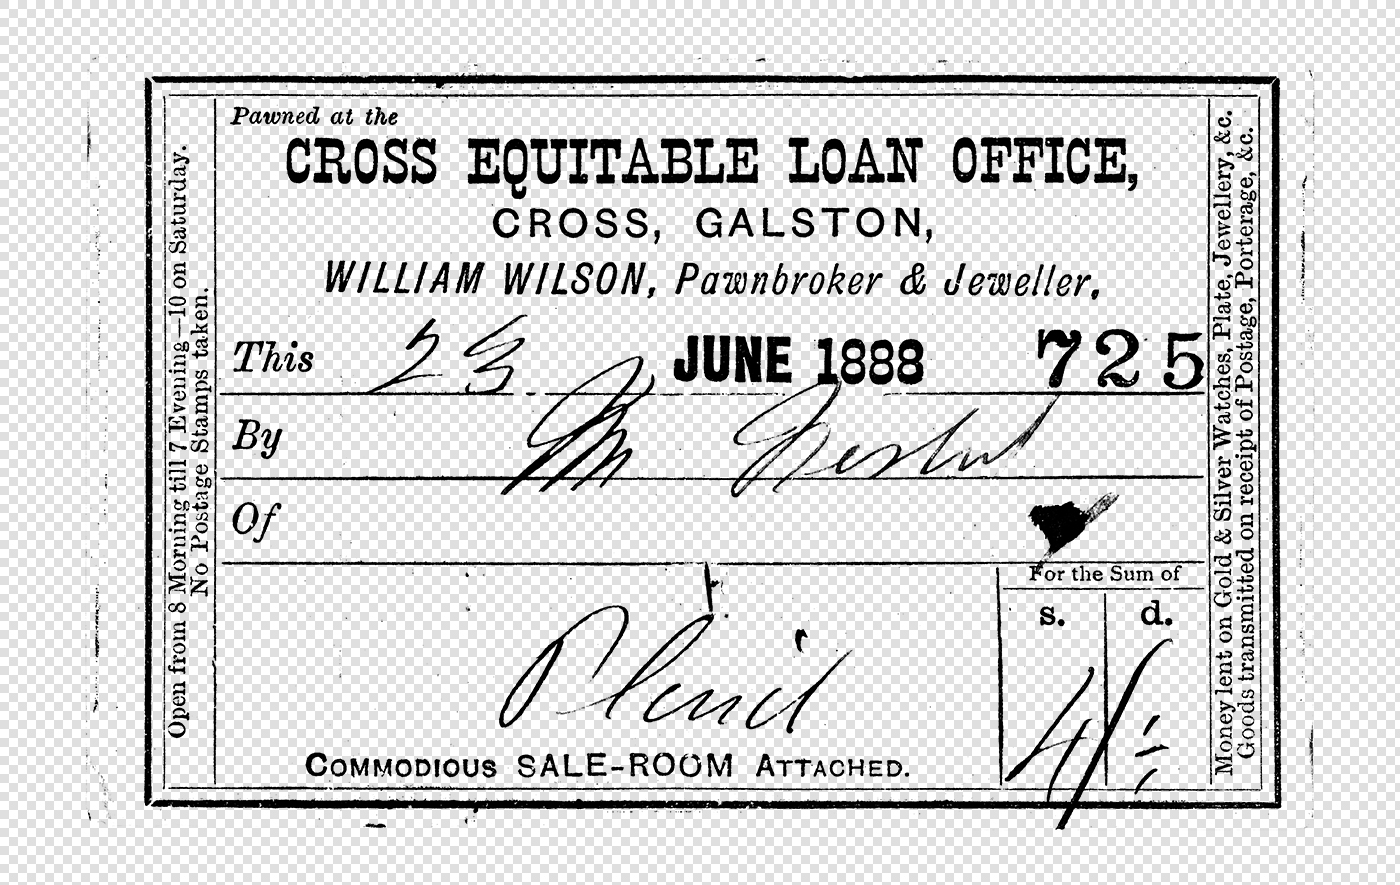 Pawned at the
CROSS EQUITABLE LOAN OFFICE,
CROSS, GALSTON,
WILLIAM WILSON, Pawnbroker & Jeweller.
This 23 JUNE 1888 725
By
Of
For the Sum of
s. d.
4/-
COMMODIOUS SALE-ROOM ATTACHED.
Open from 8 Morning till 7 Evening—10 on Saturday.
No Postage Stamps taken.
Money lent on Gold & Silver Watches, Plate, Jewellery, &c.
Goods transmitted on receipt of Postage, Porterage, &c.